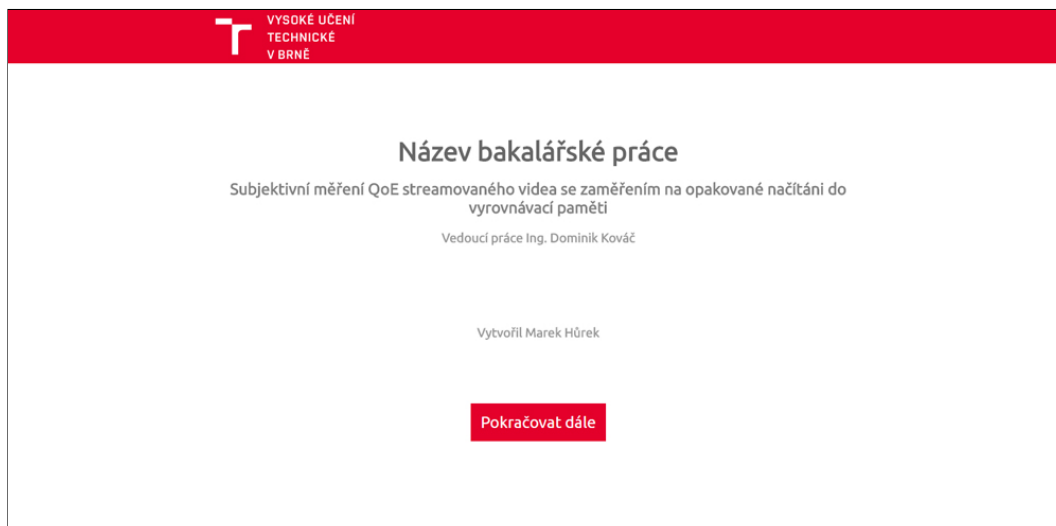 VYSOKÉ UČENÍ
TECHNICKÉ
V BRNĚ
Název bakalářské práce
Subjektivní měření QoE streamovaného videa se zaměřením na opakované načítáni do
vyrovnávací paměti
Vedoucí práce Ing. Dominik Kováč
Vytvořil Marek Hůrek
Pokračovat dále